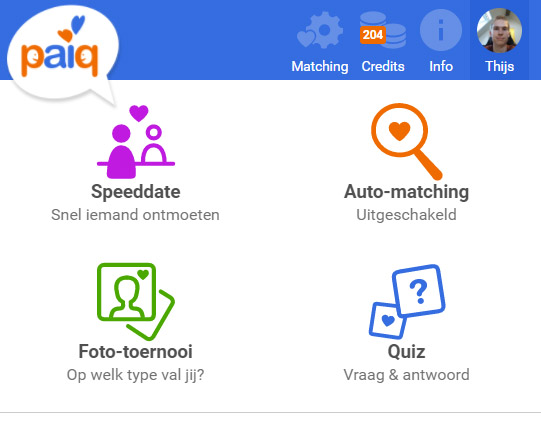 paiq
204
Matching Credits Info Thijs
Speeddate
Snel iemand ontmoeten
Auto-matching
Uitgeschakeld
Foto-toernooi
Op welk type val jij?
?
Quiz
Vraag & antwoord